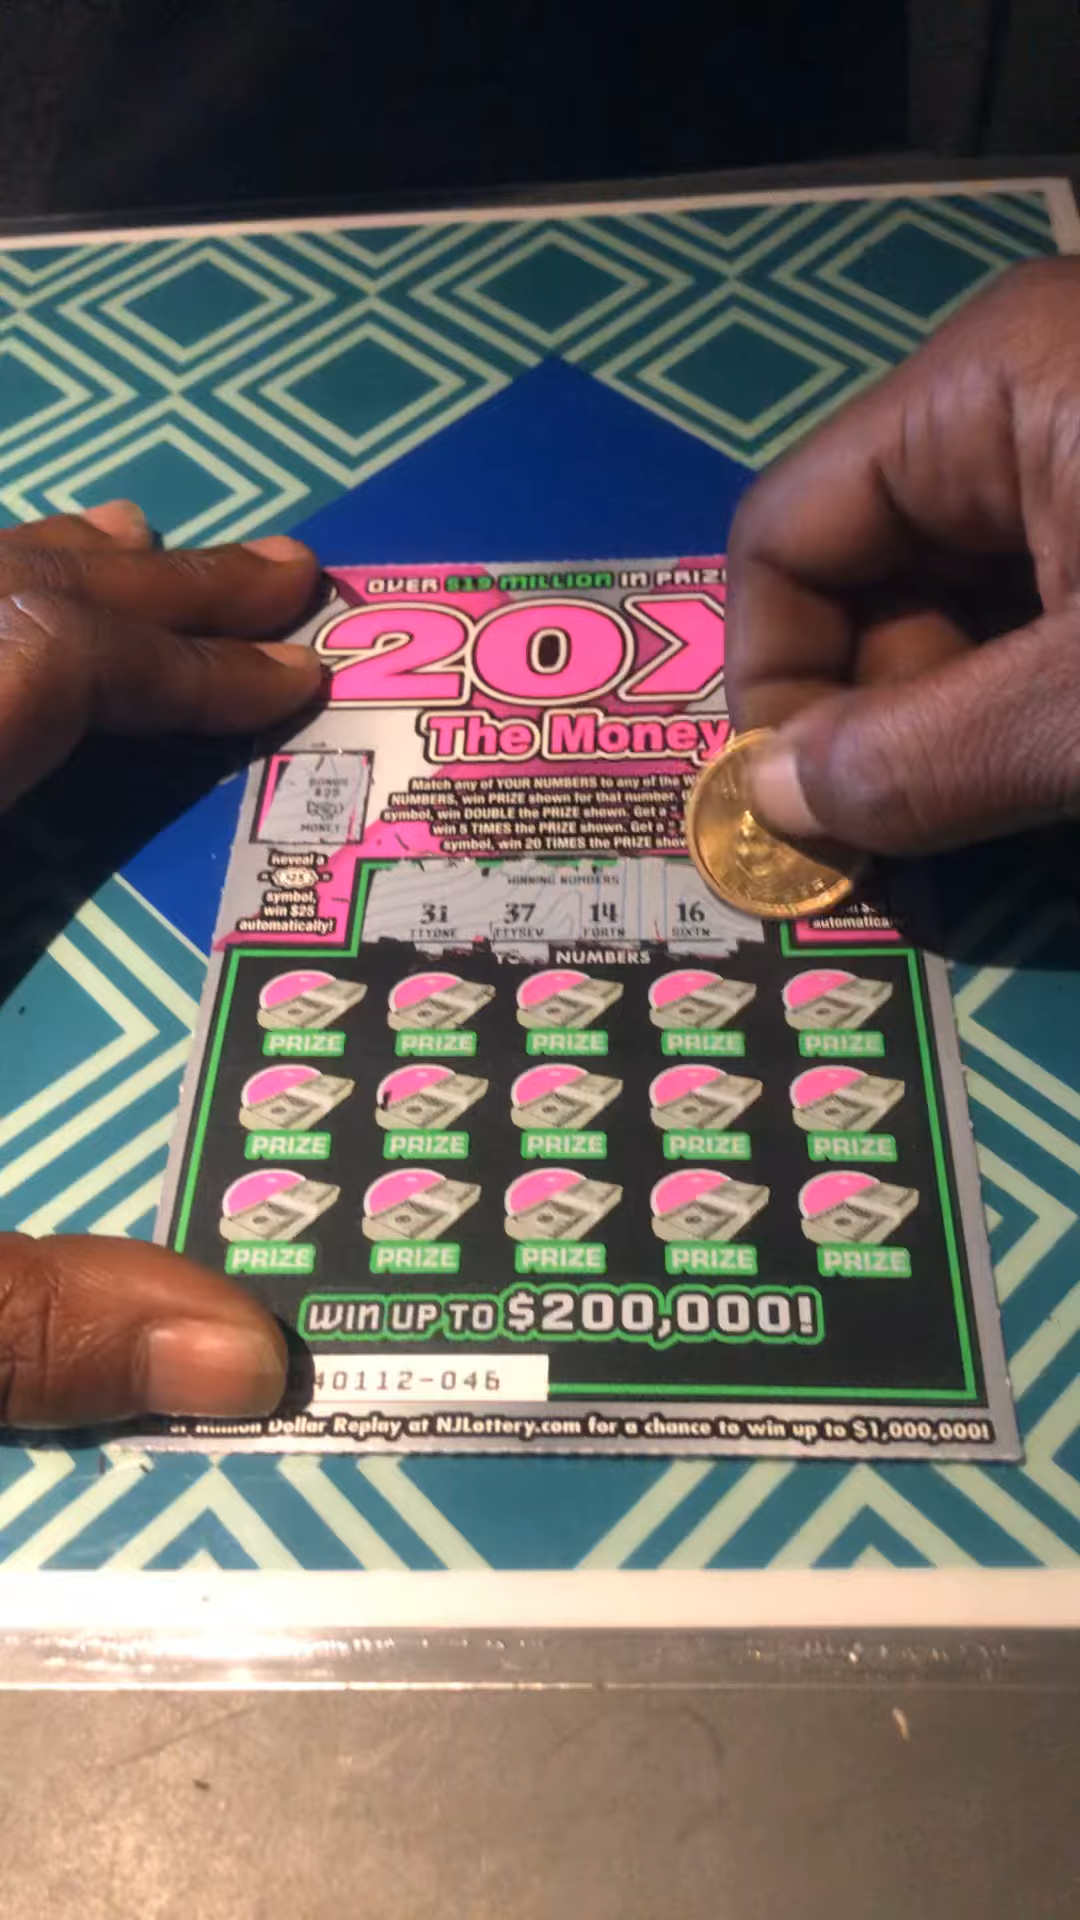 OVER $19 MILLION IN PRIZ
20X
The Money
BONUS
$25
MONEY
Match any of YOUR NUMBERS to any of the W
NUMBERS, win PRIZE shown for that number.
symbol, win DOUBLE the PRIZE shown. Get a
win 5 TIMES the PRIZE shown. Get a
symbol, win 20 TIMES the PRIZE show
reveal a
$25
symbol,
win $25
automatically!
automatica
WINNING NUMBERS
31 37 14 16
TTYONE TTYSEV FORTN SIXTN
NUMBERS
PRIZE PRIZE PRIZE PRIZE PRIZE
PRIZE PRIZE PRIZE PRIZE PRIZE
PRIZE PRIZE PRIZE PRIZE PRIZE
WIN UP TO $200,000!
40112-046
Million Dollar Replay at NJLottery.com for a chance to win up to $1,000,000!